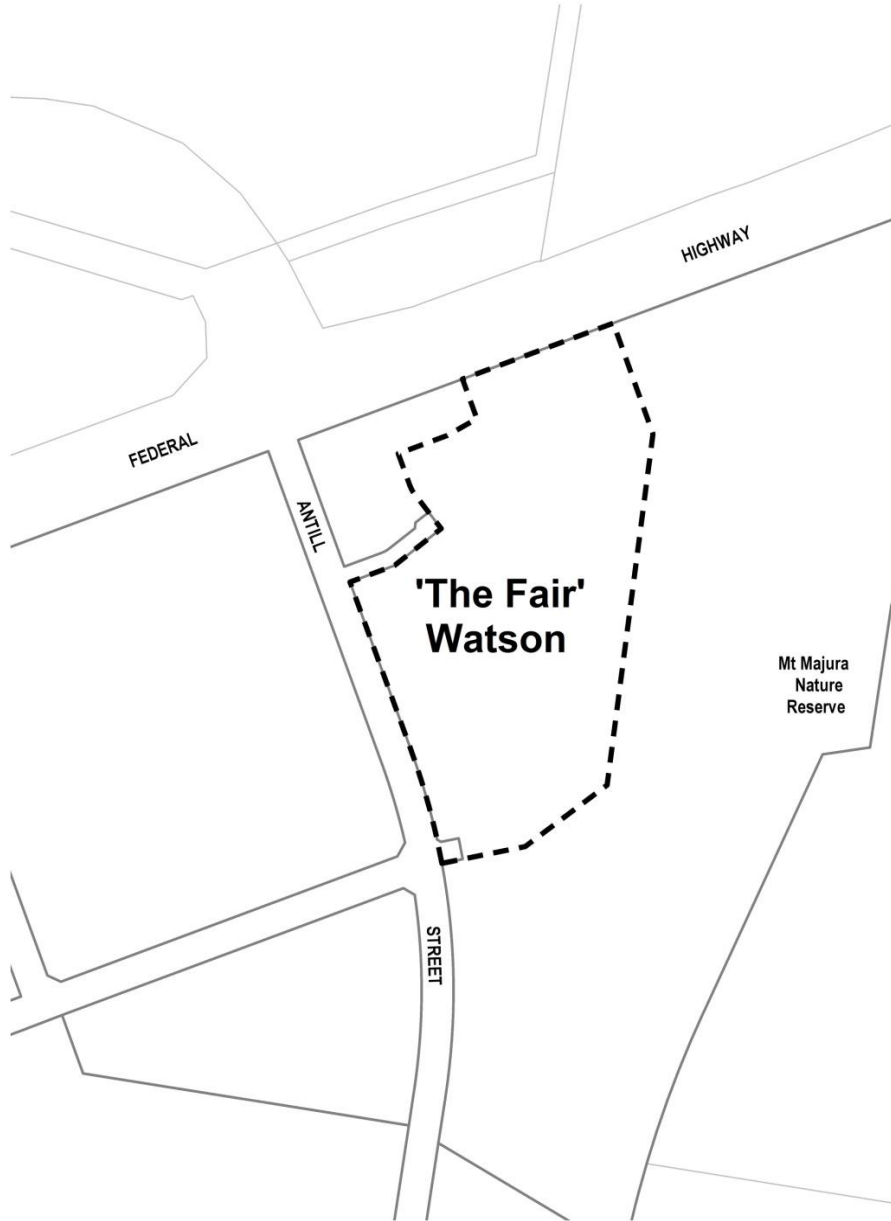 HIGHWAY
FEDERAL
ANTILL
'The Fair'
Watson
Mt Majura
Nature
Reserve
STREET